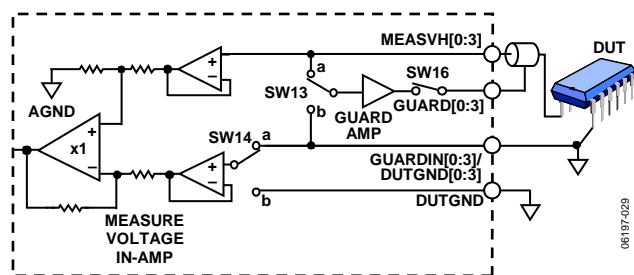 MEASVH[0:3]
DUT
a
SW13
b
SW16
GUARD[0:3]
GUARD
AMP
AGND
+
–
x1
+
–
SW14
a
+
–
b
GUARDIN[0:3]/
DUTGND[0:3]
DUTGND
MEASURE
VOLTAGE
IN-AMP
06197-029